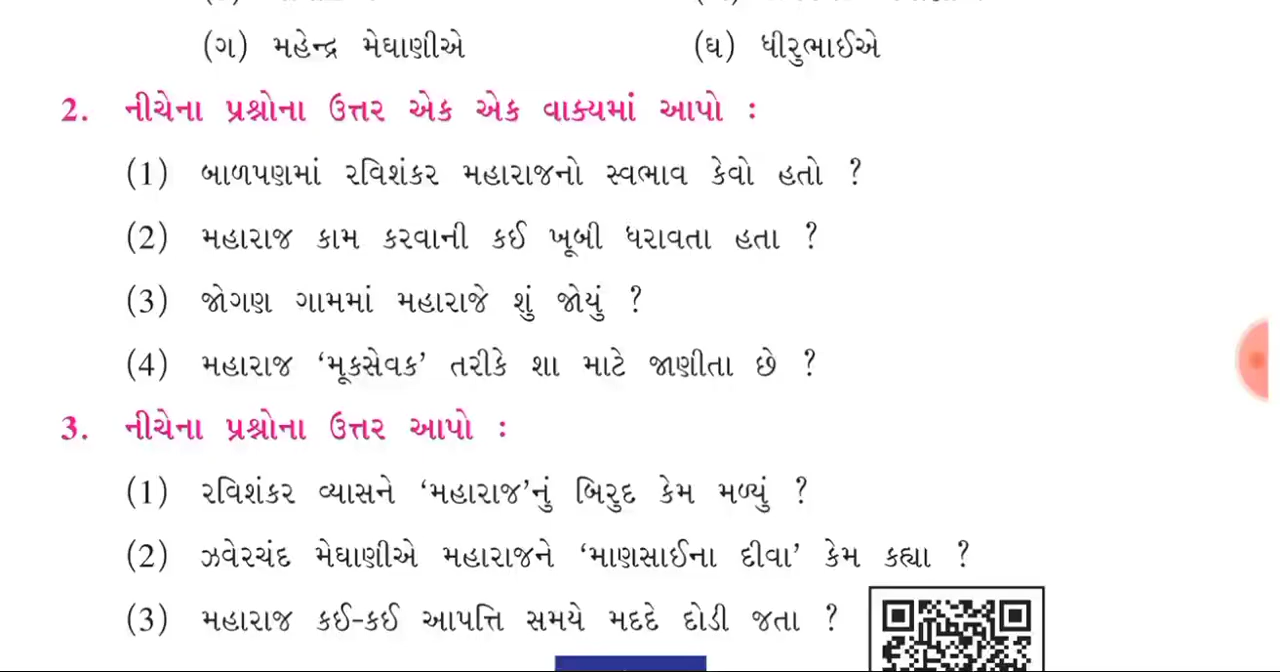 (ગ) મહેન્દ્ર મેઘાણીએ (ઘ) ધીરુભાઈએ
2. નીચેના પ્રશ્નોના ઉત્તર એક એક વાક્યમાં આપો :
(1) બાળપણમાં રવિશંકર મહારાજનો સ્વભાવ કેવો હતો ?
(2) મહારાજ કામ કરવાની કઈ ખૂબી ધરાવતા હતા ?
(3) જોગણ ગામમાં મહારાજે શું જોયું ?
(4) મહારાજ ‘મૂકસેવક’ તરીકે શા માટે જાણીતા છે ?
3. નીચેના પ્રશ્નોના ઉત્તર આપો :
(1) રવિશંકર વ્યાસને ‘મહારાજ’નું બિરુદ કેમ મળ્યું ?
(2) ઝવેરચંદ મેઘાણીએ મહારાજને ‘માણસાઈના દીવા’ કેમ કહ્યા ?
(3) મહારાજ કઈ-કઈ આપત્તિ સમયે મદદે દોડી જતા ?